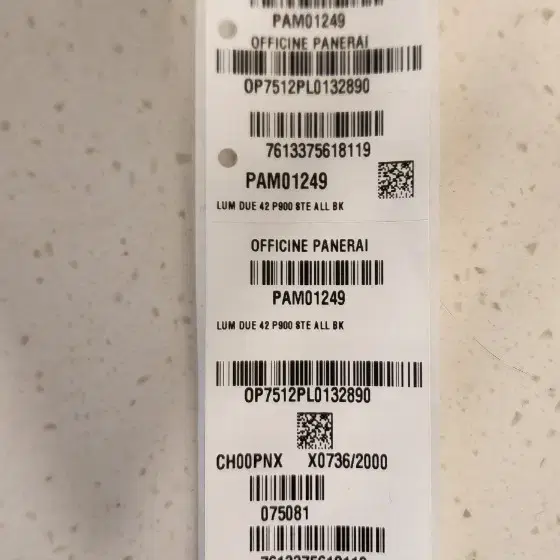 PAM01249
OFFICINE PANERAI
OP7512PL0132890
7613375618119
PAM01249
LUM DUE 42 P900 STE ALL BK
OFFICINE PANERAI
PAM01249
LUM DUE 42 P900 STE ALL BK
OP7512PL0132890
CH00PNX X0736/2000
075081
7613375618119